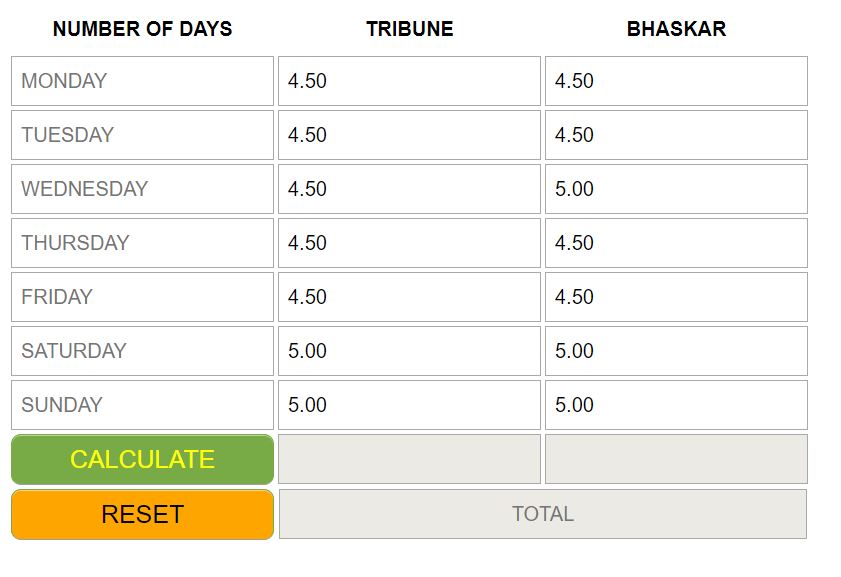 NUMBER OF DAYS TRIBUNE BHASKAR
MONDAY 4.50 4.50
TUESDAY 4.50 4.50
WEDNESDAY 4.50 5.00
THURSDAY 4.50 4.50
FRIDAY 4.50 4.50
SATURDAY 5.00 5.00
SUNDAY 5.00 5.00
CALCULATE
RESET TOTAL